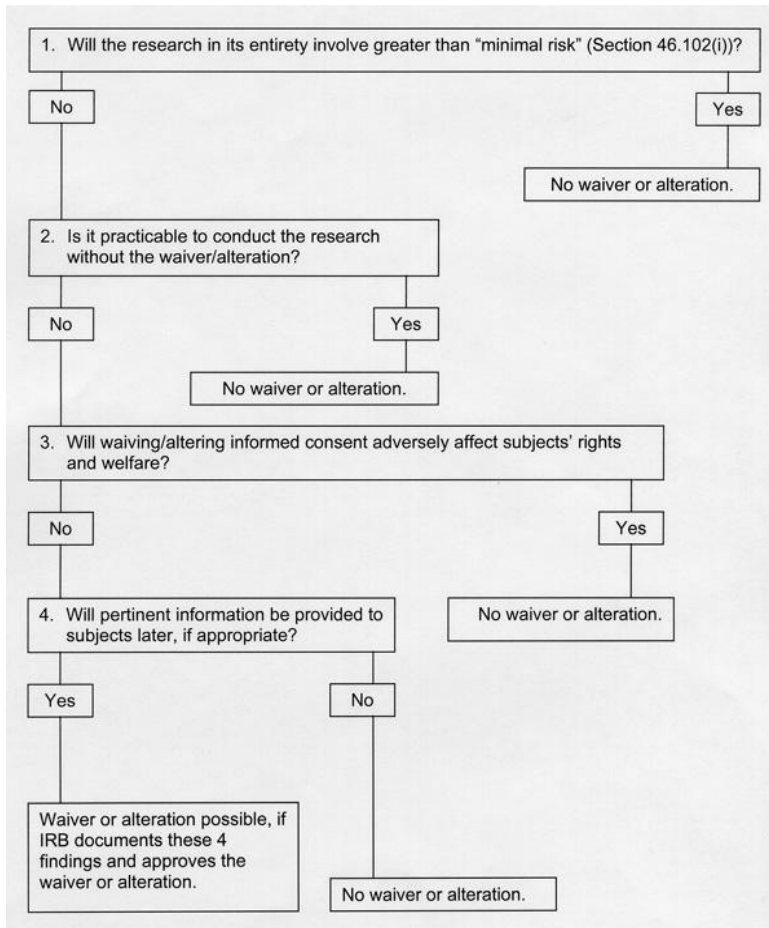 1. Will the research in its entirety involve greater than “minimal risk” (Section 46.102(i))?
No
Yes
No waiver or alteration.
2. Is it practicable to conduct the research
without the waiver/alteration?
No
Yes
No waiver or alteration.
3. Will waiving/altering informed consent adversely affect subjects’ rights
and welfare?
No
Yes
No waiver or alteration.
4. Will pertinent information be provided to
subjects later, if appropriate?
Yes
No
Waiver or alteration possible, if
IRB documents these 4
findings and approves the
waiver or alteration.
No waiver or alteration.